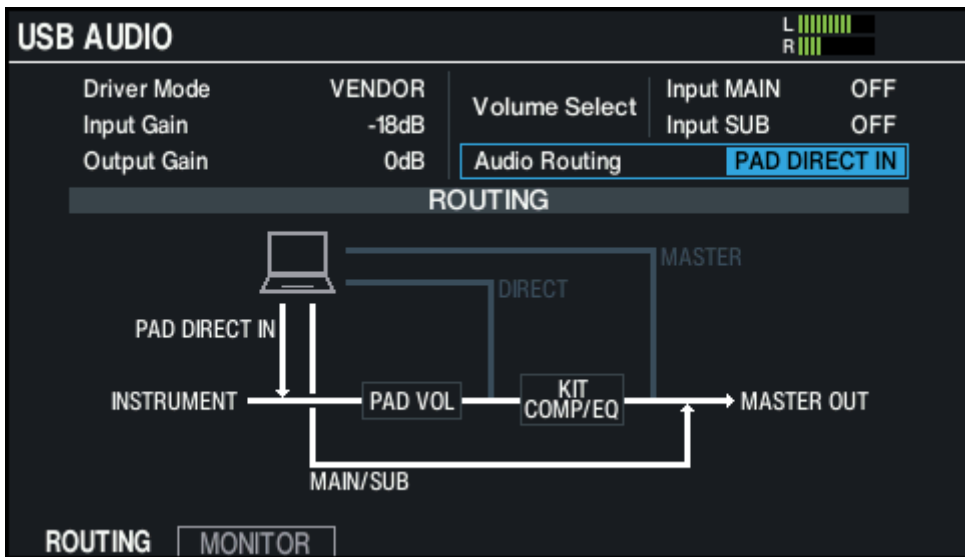 USB AUDIO
L
R
Driver Mode VENDOR
Input Gain -18dB
Output Gain 0dB
Volume Select
Input MAIN OFF
Input SUB OFF
Audio Routing PAD DIRECT IN
ROUTING
MASTER
DIRECT
PAD DIRECT IN
INSTRUMENT
PAD VOL
KIT
COMP/EQ
MASTER OUT
MAIN/SUB
ROUTING MONITOR